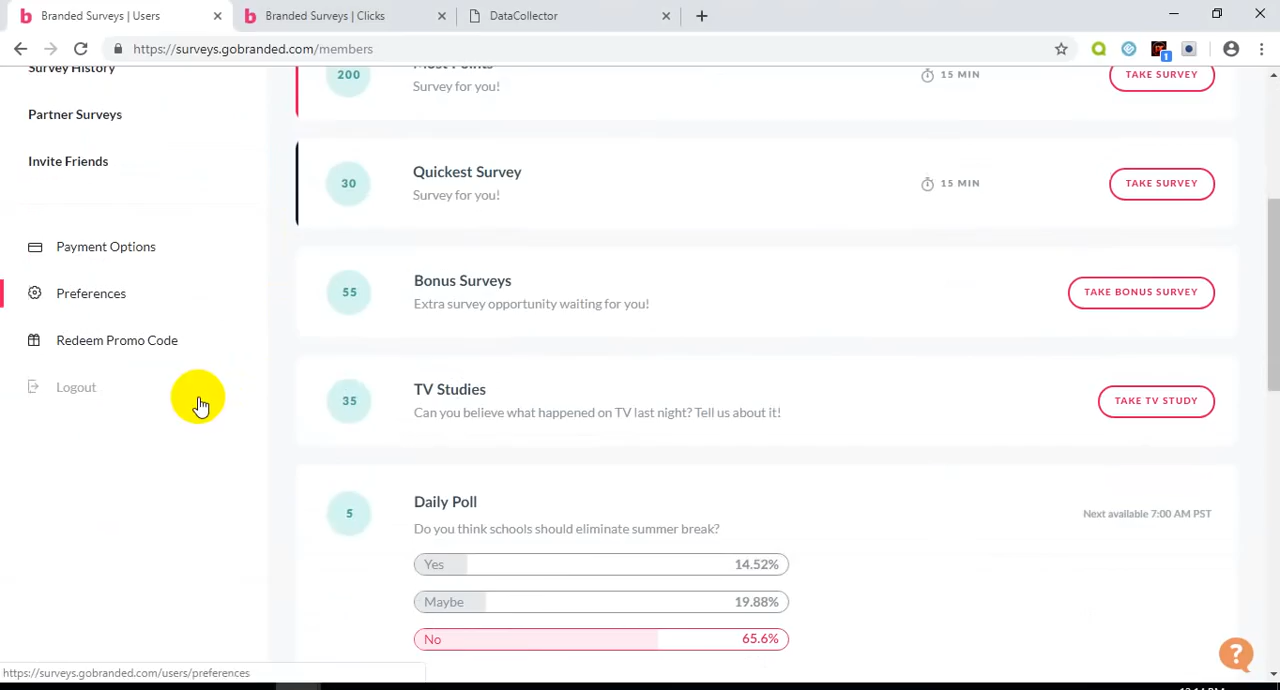 Branded Surveys | Users
Branded Surveys | Clicks
DataCollector
https://surveys.gobranded.com/members
1
Survey History
Partner Surveys
Invite Friends
Payment Options
Preferences
Redeem Promo Code
Logout
200
Most Points
Survey for you!
15 MIN
TAKE SURVEY
30
Quickest Survey
Survey for you!
15 MIN
TAKE SURVEY
55
Bonus Surveys
Extra survey opportunity waiting for you!
TAKE BONUS SURVEY
35
TV Studies
Can you believe what happened on TV last night? Tell us about it!
TAKE TV STUDY
5
Daily Poll
Do you think schools should eliminate summer break?
Next available 7:00 AM PST
Yes 14.52%
Maybe 19.88%
No 65.6%
?
https://surveys.gobranded.com/users/preferences